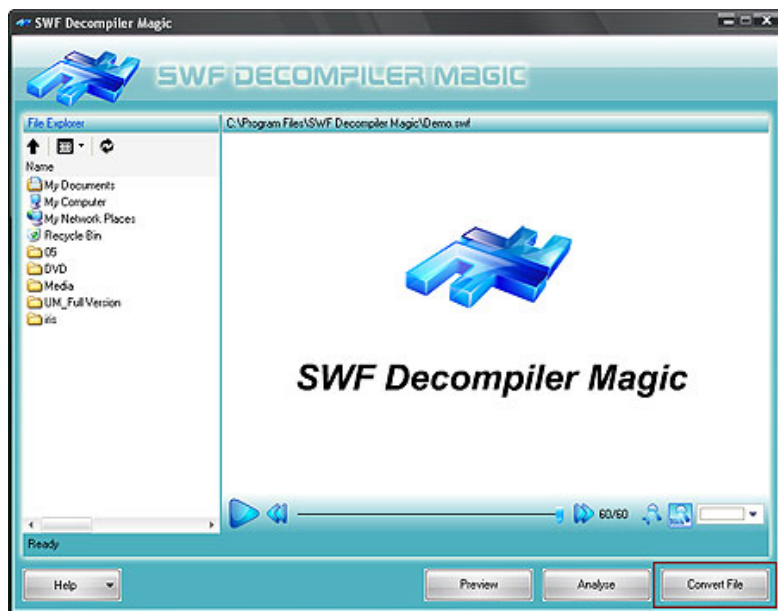 SWF Decompiler Magic
SWF DECOMPILER MAGIC
File Explorer
C:\Program Files\SWF Decompiler Magic\Demo.swf
Name
My Documents
My Computer
My Network Places
Recycle Bin
05
DVD
Media
UM_Full Version
iris
SWF Decompiler Magic
60/60
Ready
Help
Preview
Analyse
Convert File